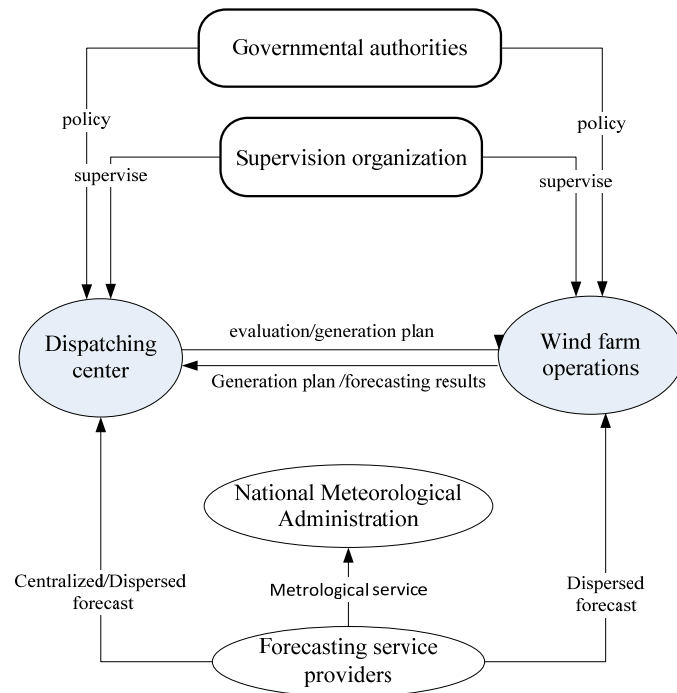 Governmental authorities
policy
policy
Supervision organization
supervise
supervise
evaluation/generation plan
Dispatching
center
Wind farm
operations
Generation plan /forecasting results
National Meteorological
Administration
Centralized/Dispersed
forecast
Metrological service
Dispersed
forecast
Forecasting service
providers